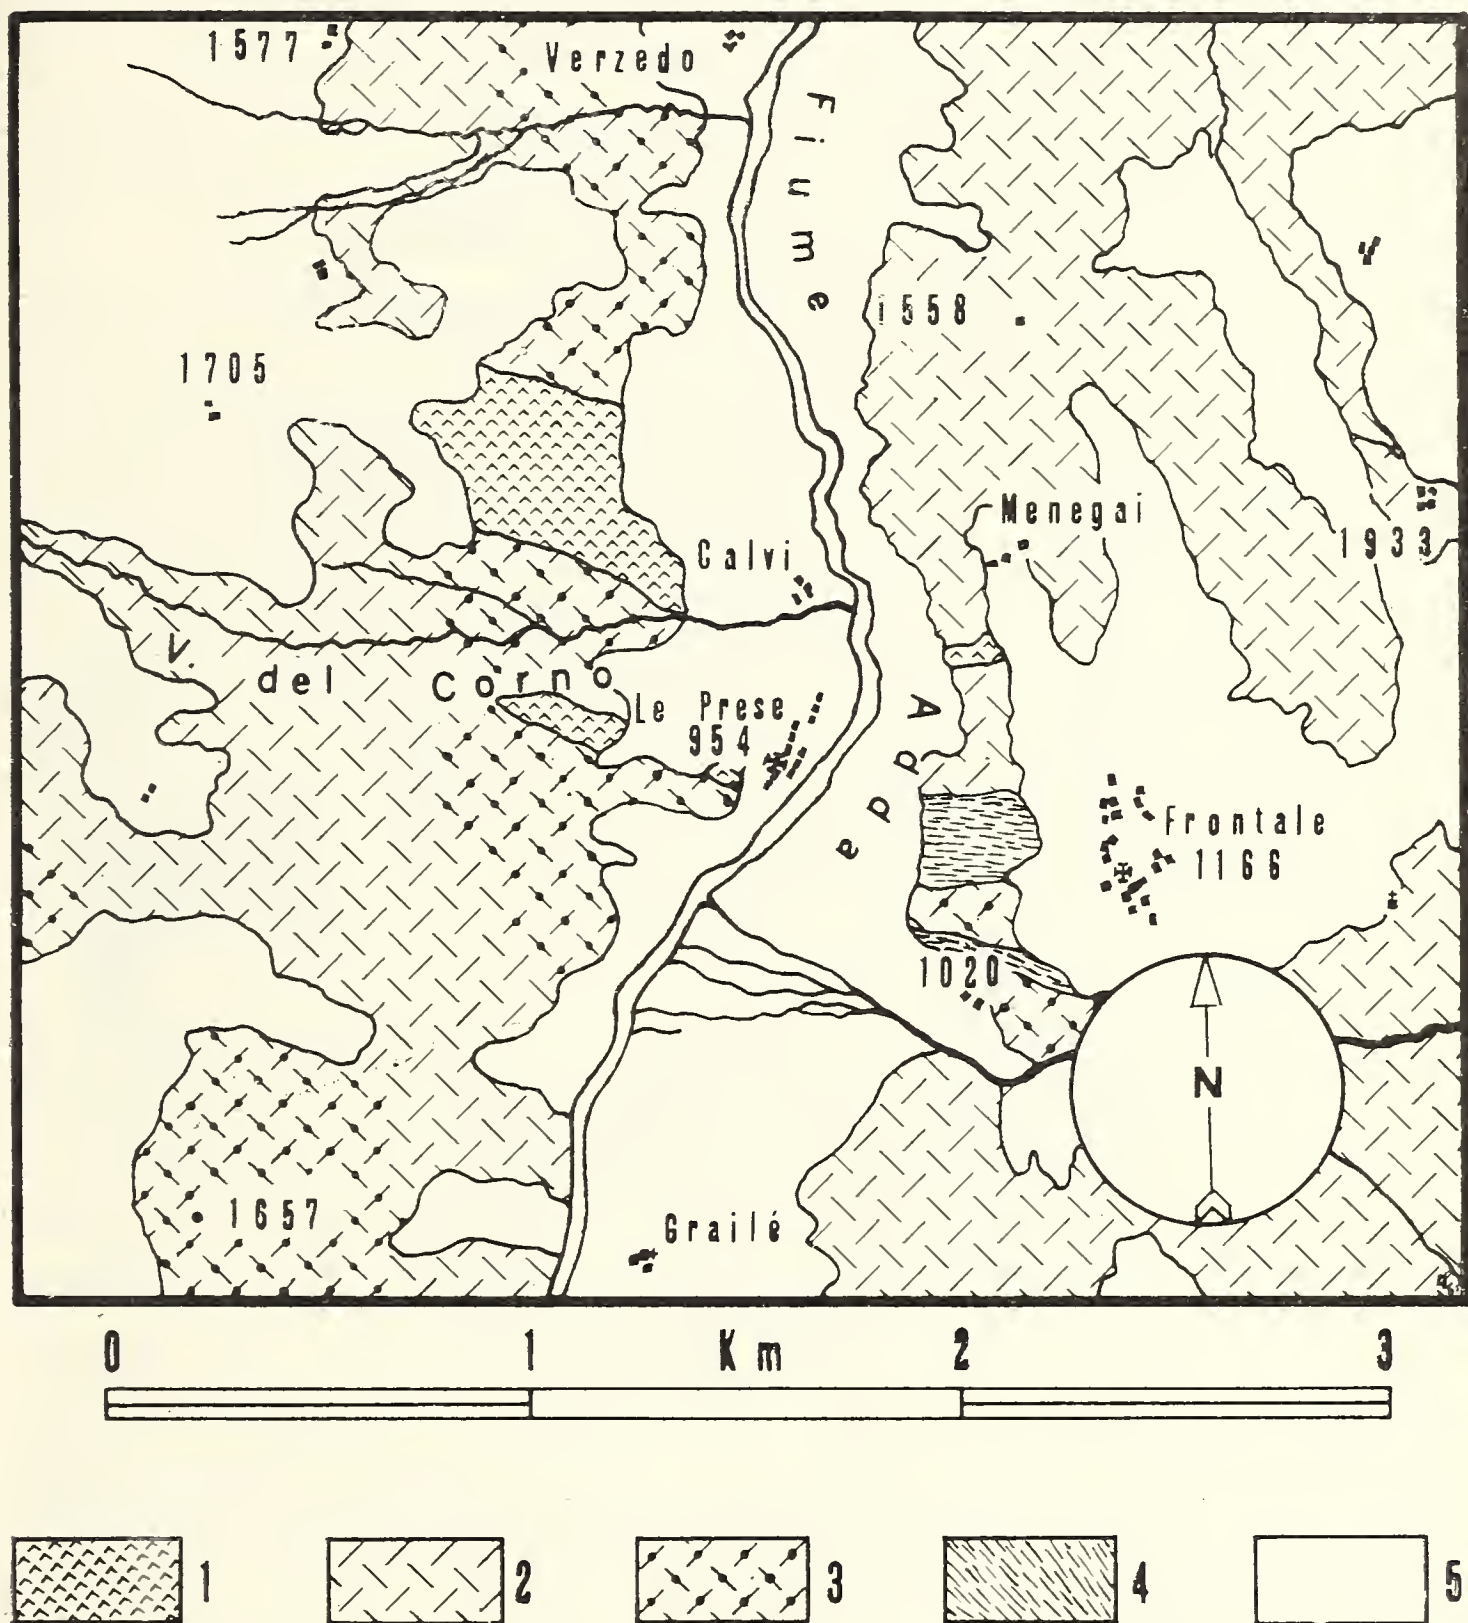 1577
Verzedo
Fiume
1558
1705
Menegai
1933
Galvi
V. del Corno
Le Prese
954
Adda
Frontale
1166
1020
N
1657
Grailé
0 1 Km 2 3
1 2 3 4 5